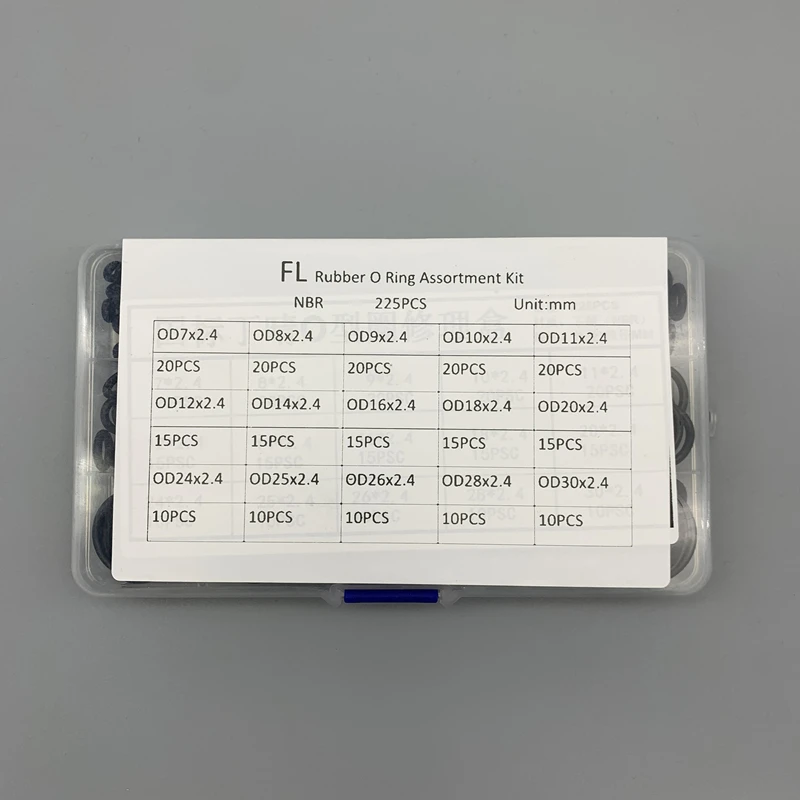 FL Rubber O Ring Assortment Kit
NBR 225PCS Unit:mm
OD7x2.4 OD8x2.4 OD9x2.4 OD10x2.4 OD11x2.4
20PCS 20PCS 20PCS 20PCS 20PCS
OD12x2.4 OD14x2.4 OD16x2.4 OD18x2.4 OD20x2.4
15PCS 15PCS 15PCS 15PCS 15PCS
OD24x2.4 OD25x2.4 OD26x2.4 OD28x2.4 OD30x2.4
10PCS 10PCS 10PCS 10PCS 10PCS